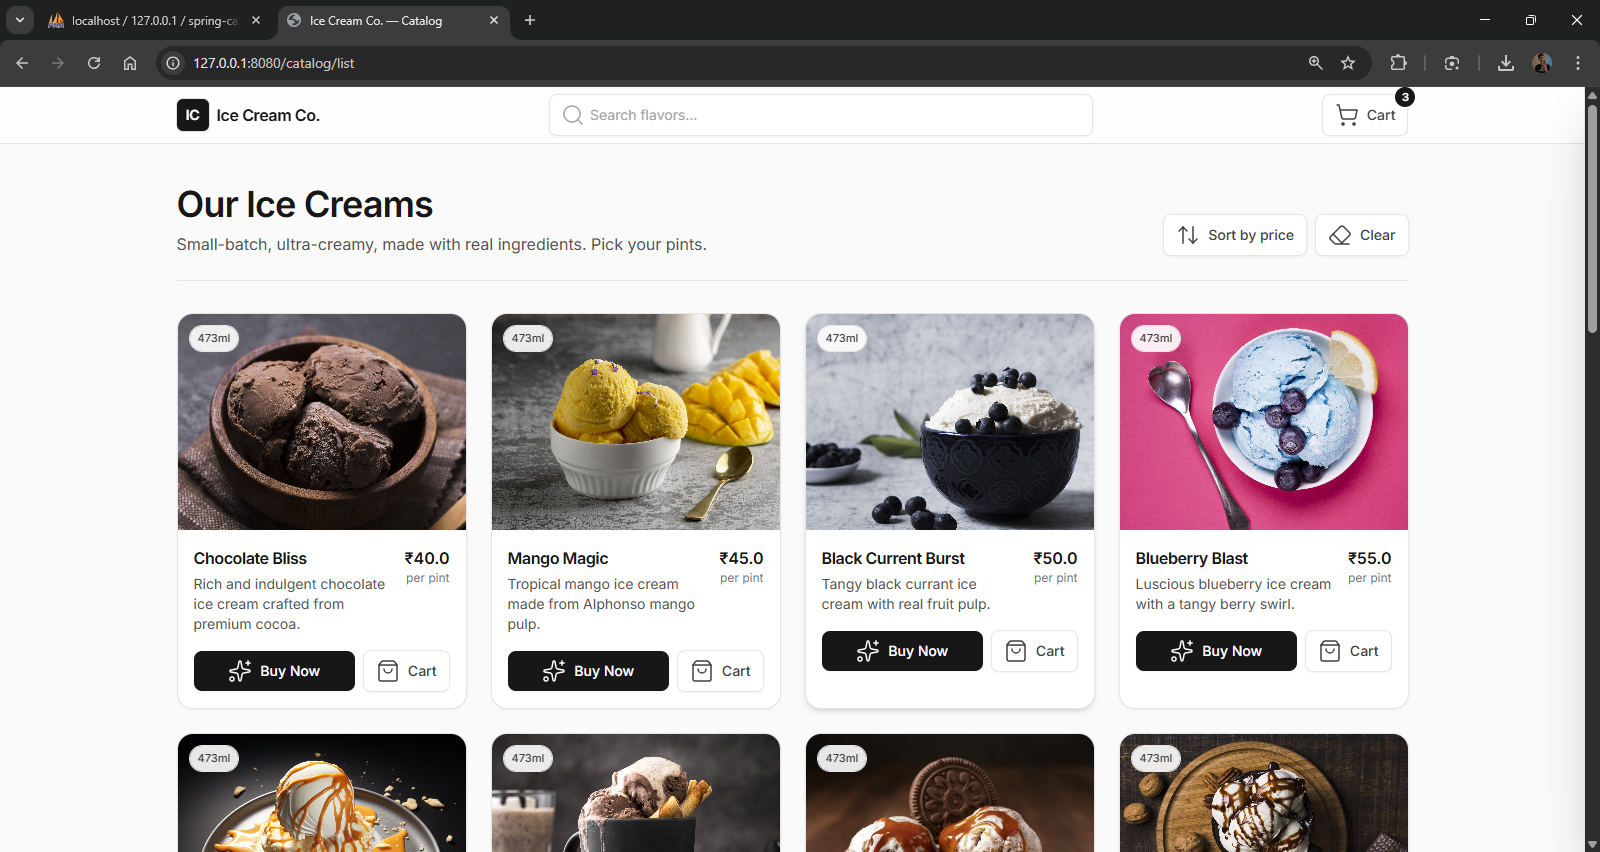 localhost / 127.0.0.1 / spring-ca
Ice Cream Co. — Catalog
127.0.0.1:8080/catalog/list
IC
Ice Cream Co.
Search flavors...
Cart
3
Our Ice Creams
Small-batch, ultra-creamy, made with real ingredients. Pick your pints.
Sort by price
Clear
473ml
Chocolate Bliss
₹40.0
per pint
Rich and indulgent chocolate
ice cream crafted from
premium cocoa.
Buy Now
Cart
473ml
Mango Magic
₹45.0
per pint
Tropical mango ice cream
made from Alphonso mango
pulp.
Buy Now
Cart
473ml
Black Current Burst
₹50.0
per pint
Tangy black currant ice
cream with real fruit pulp.
Buy Now
Cart
473ml
Blueberry Blast
₹55.0
per pint
Luscious blueberry ice cream
with a tangy berry swirl.
Buy Now
Cart
473ml
473ml
473ml
473ml